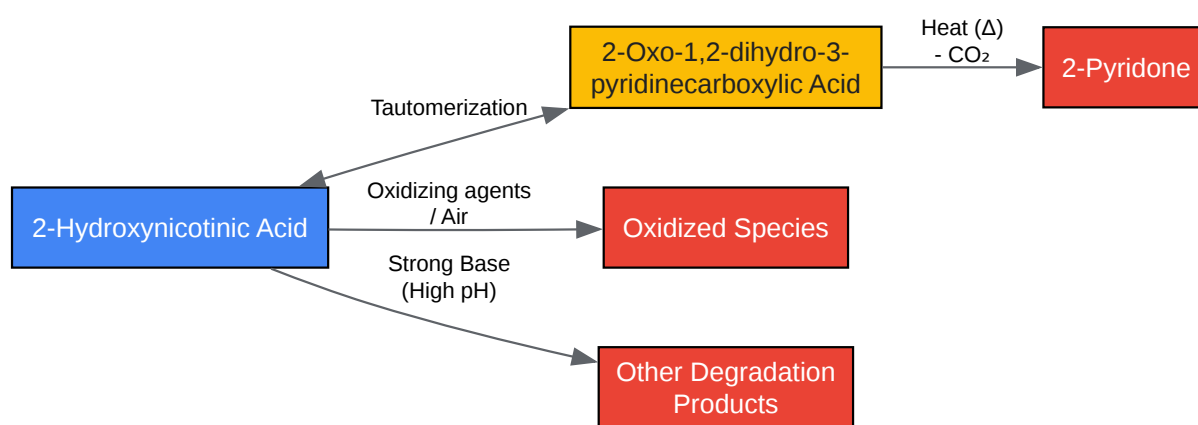 Heat (Δ)
- CO₂
2-Oxo-1,2-dihydro-3-
pyridinecarboxylic Acid
2-Pyridone
Tautomerization
Oxidizing agents
/ Air
2-Hydroxynicotinic Acid
Oxidized Species
Strong Base
(High pH)
Other Degradation
Products